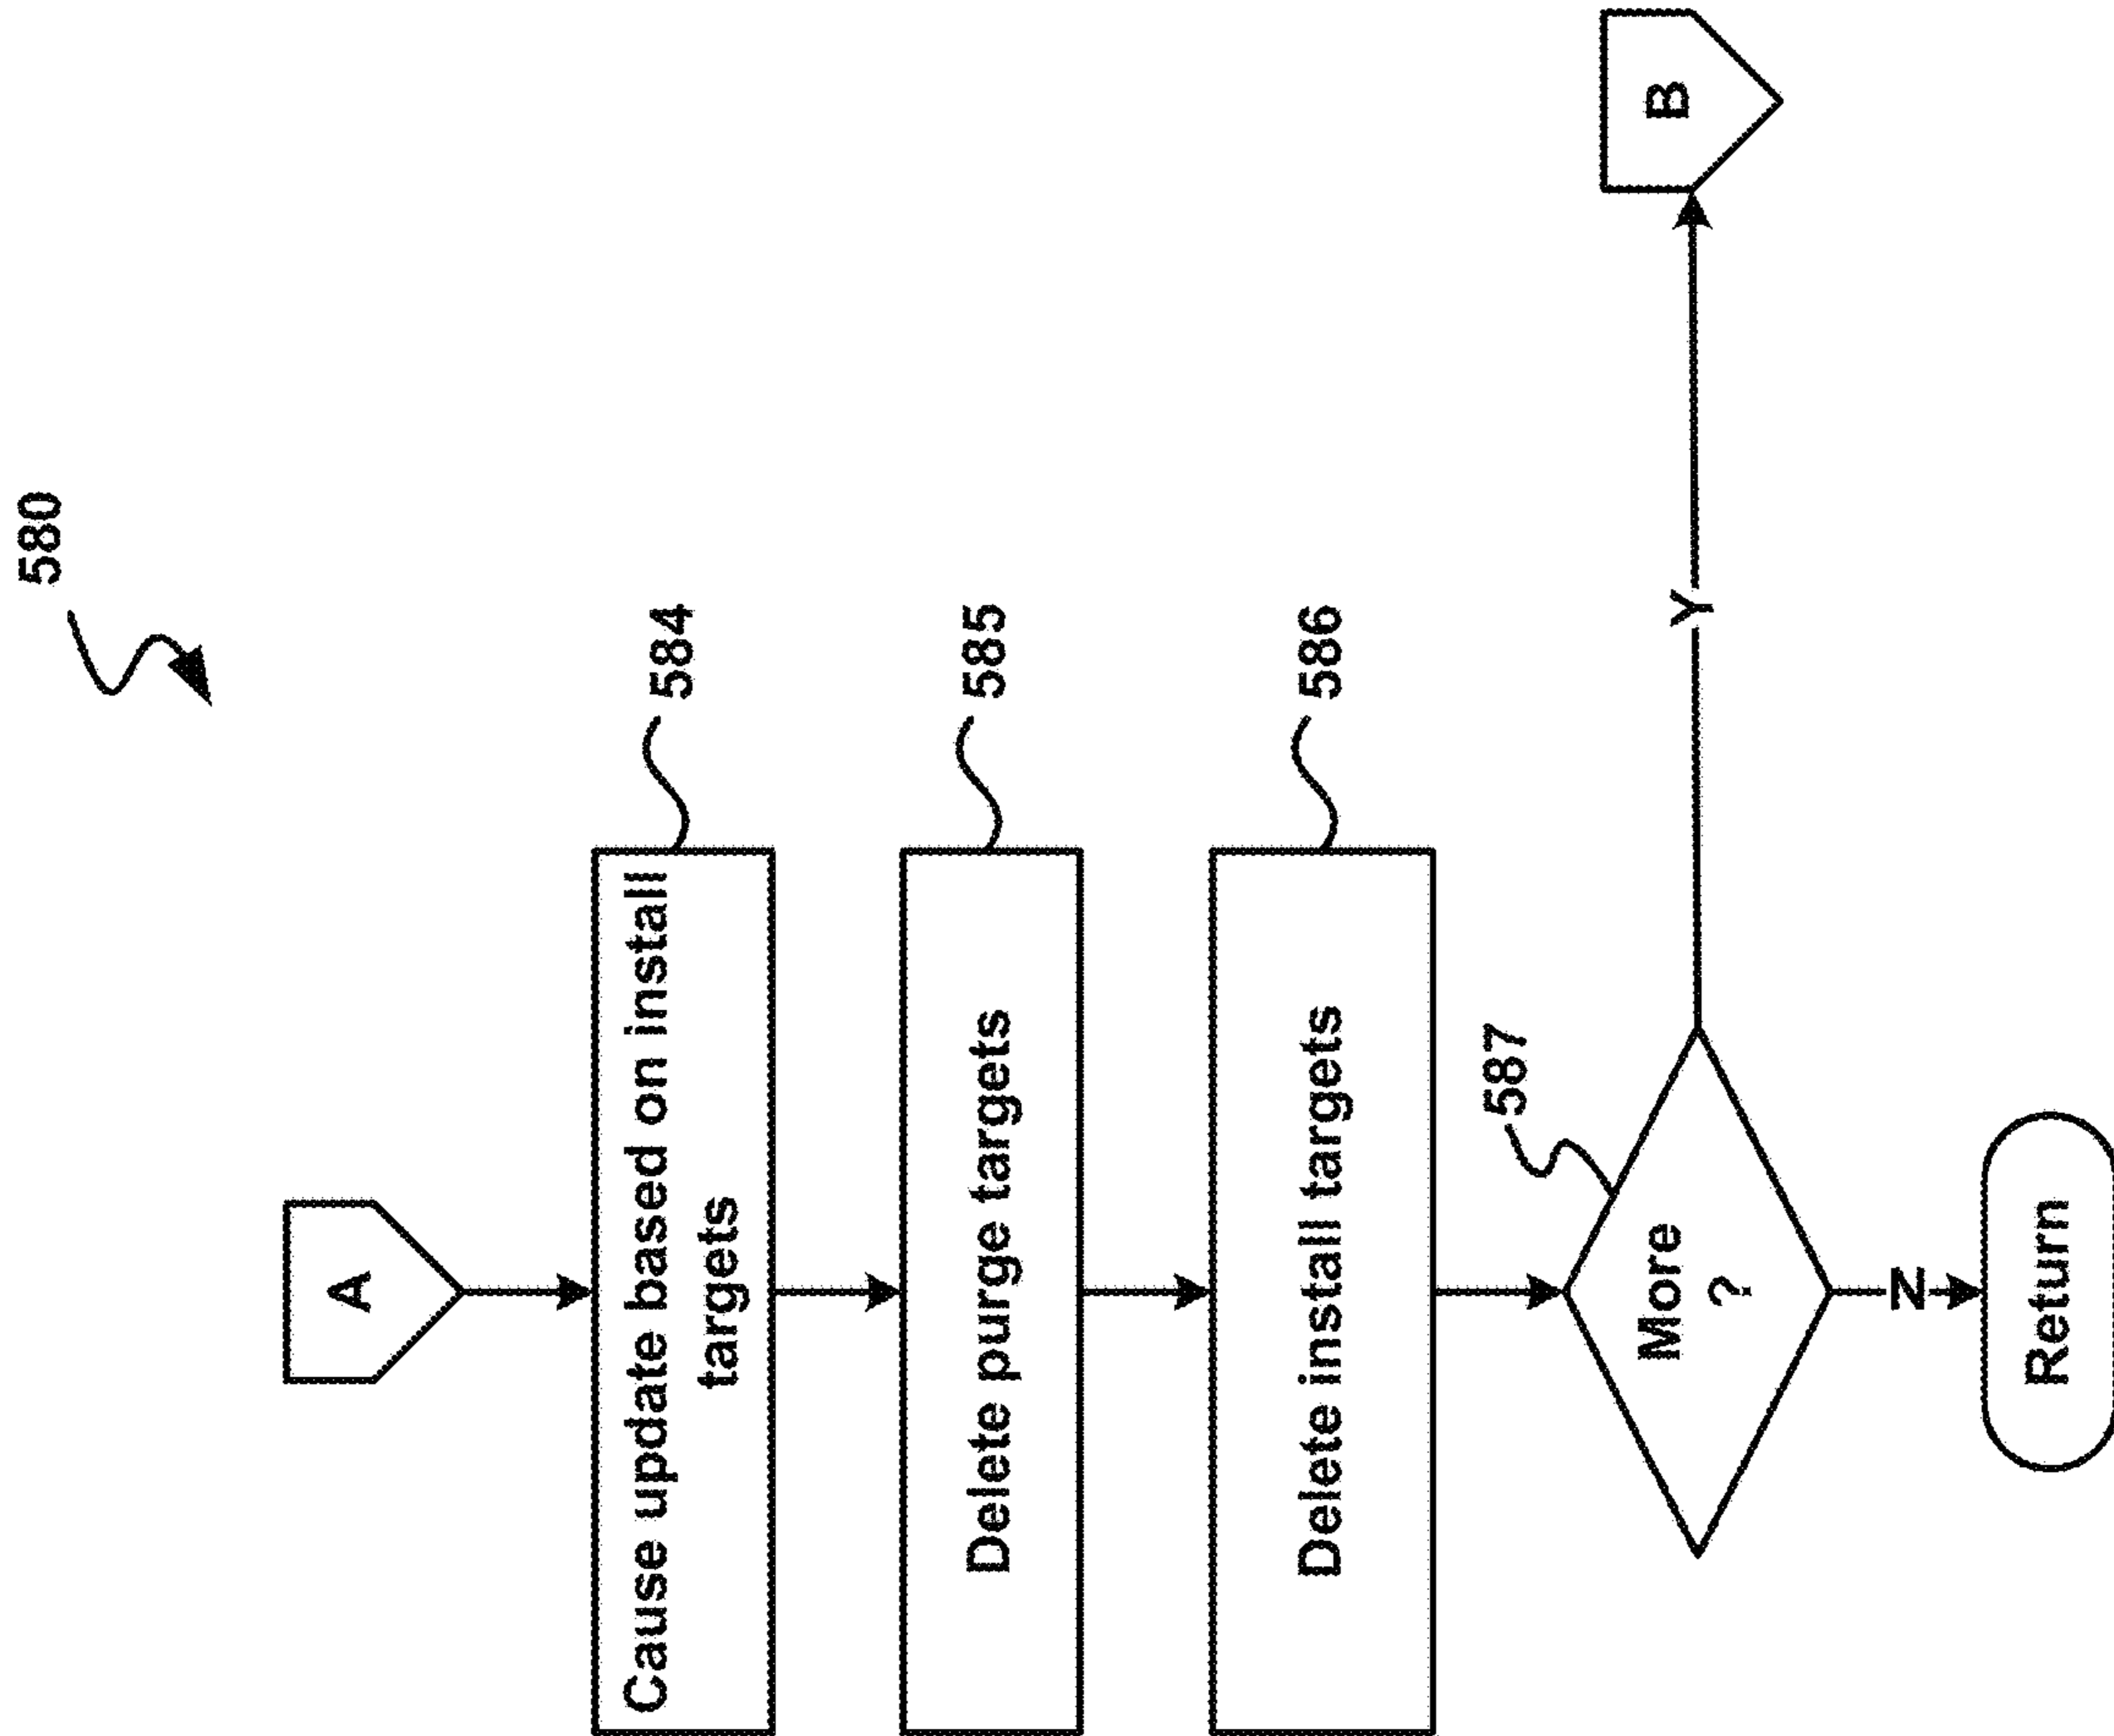 580
A
Cause update based on install
targets
584
Delete purge targets
585
Delete install targets
586
587
More
?
Y
B
N
Return